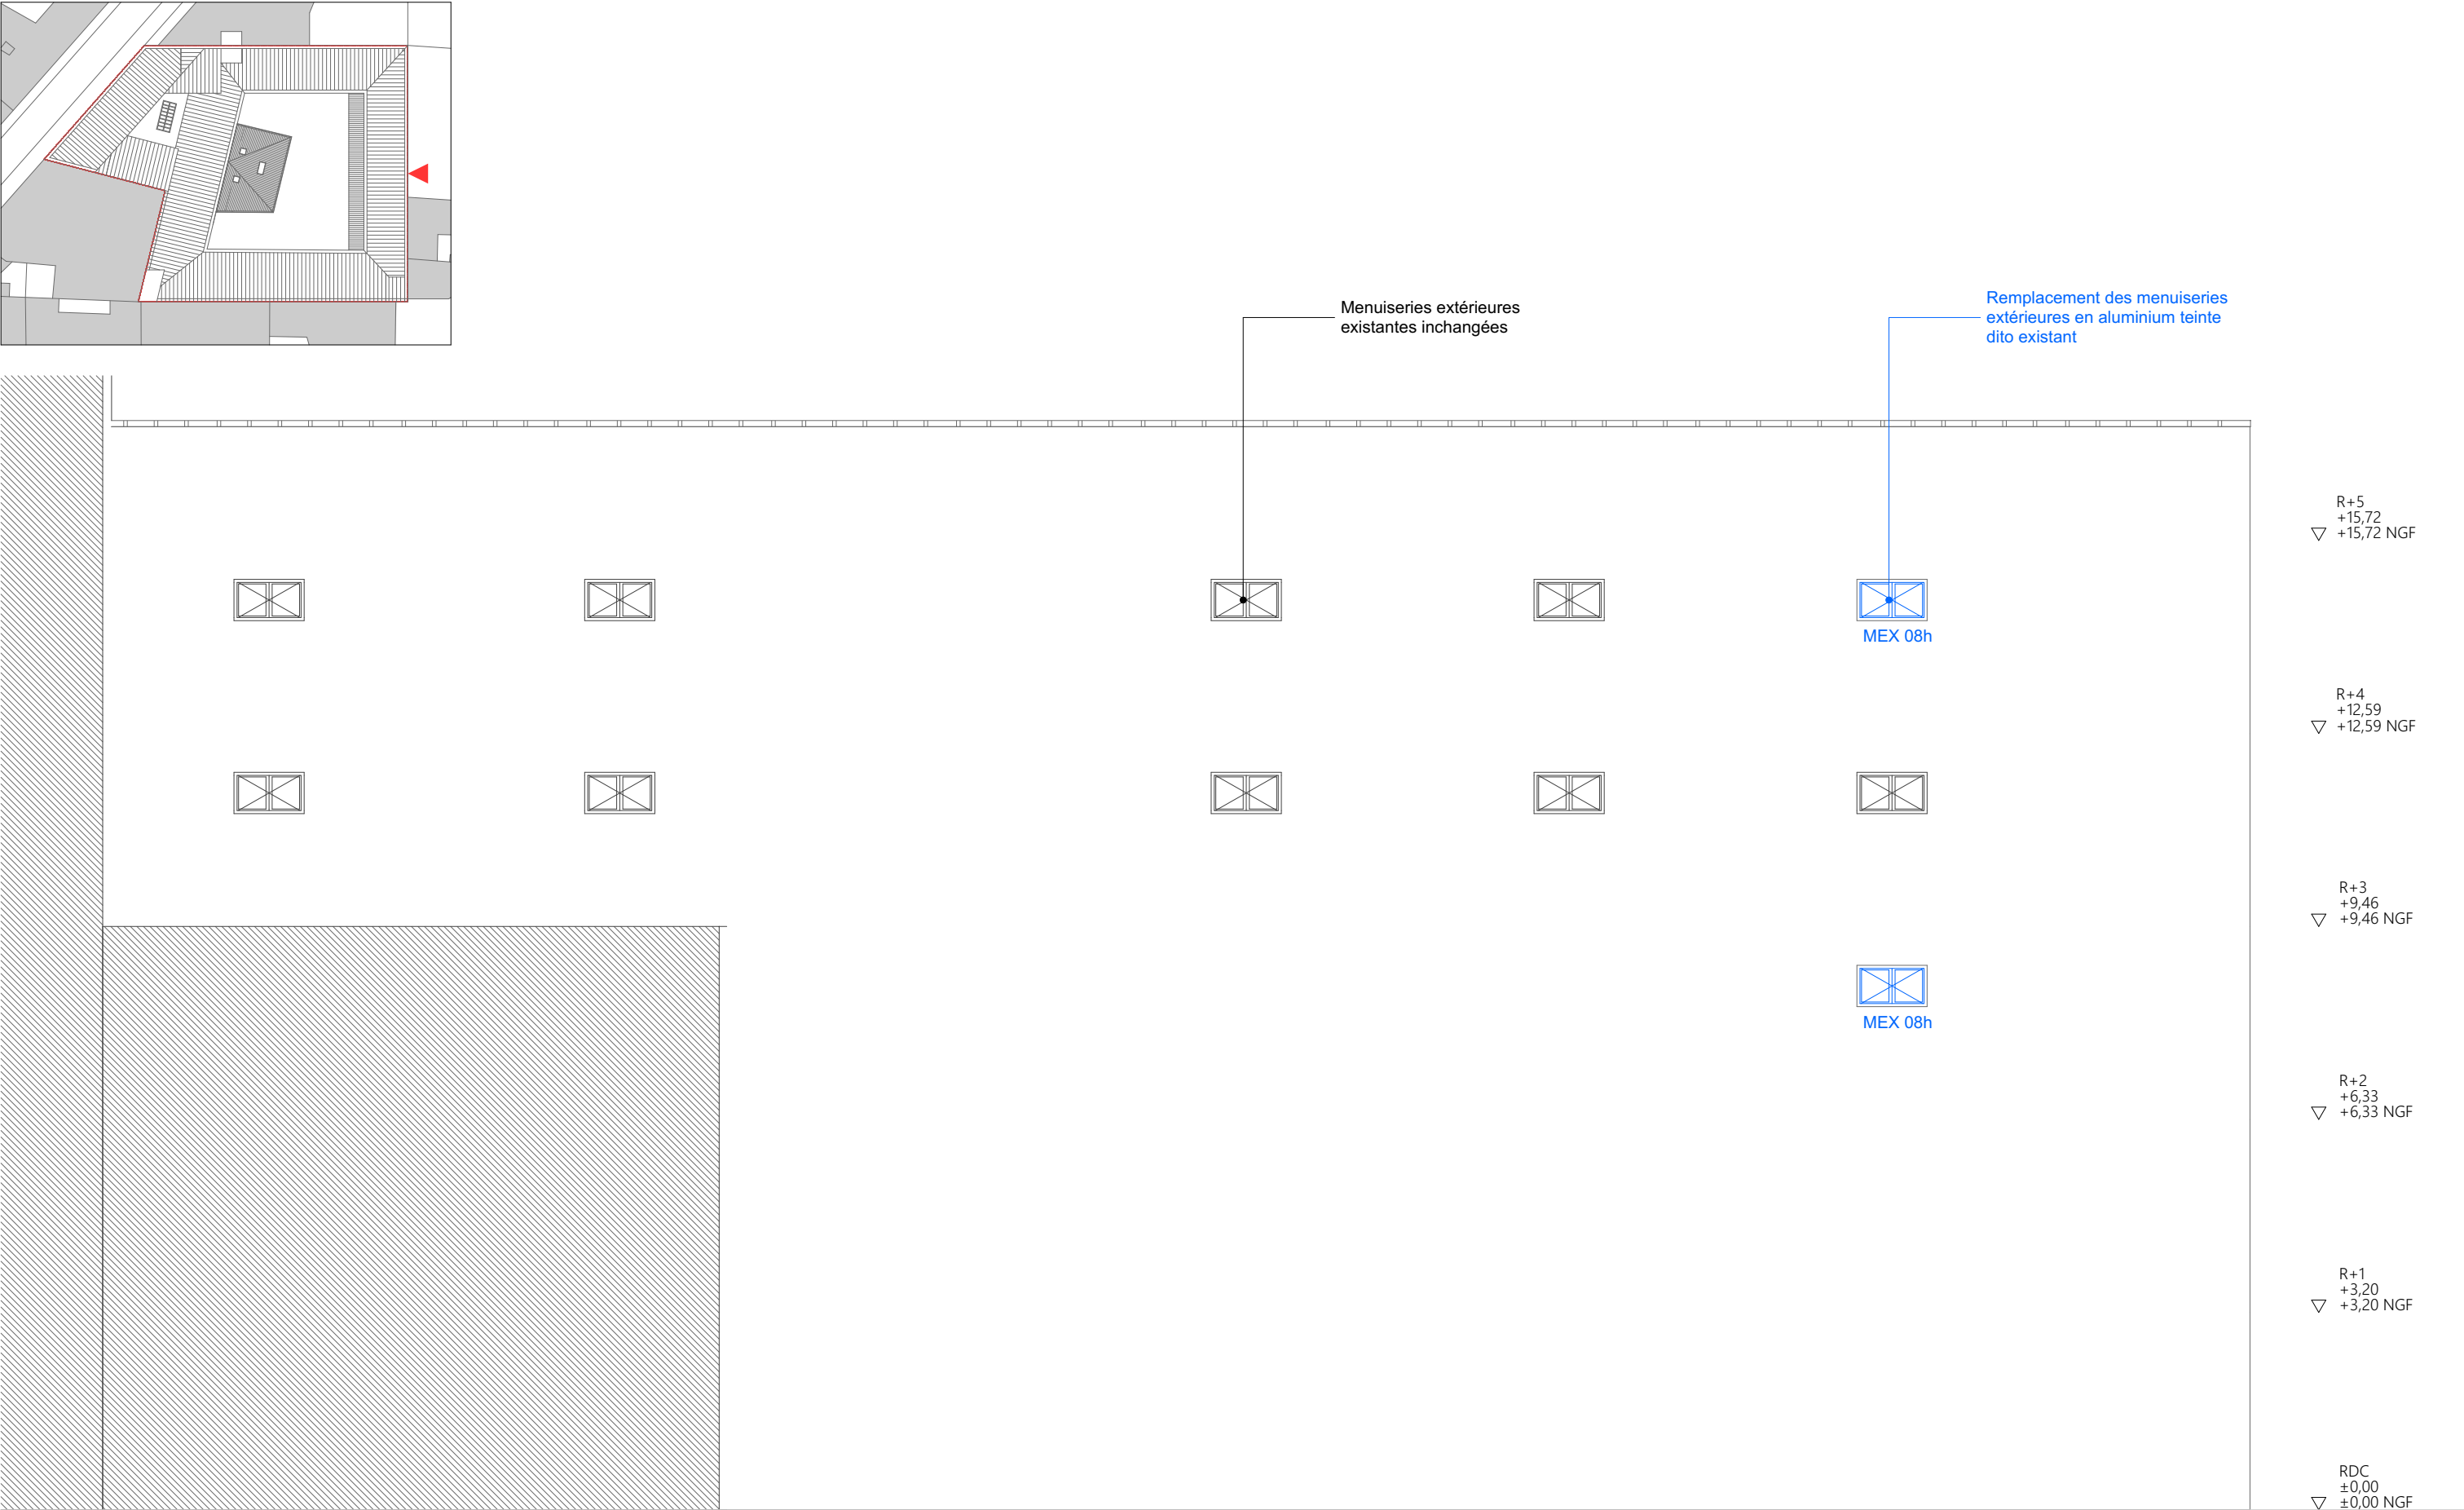 Menuiseries extérieures
existantes inchangées
Remplacement des menuiseries
extérieures en aluminium teinte
dito existant
R+5
+15,72
+15,72 NGF
MEX 08h
R+4
+12,59
+12,59 NGF
R+3
+9,46
+9,46 NGF
MEX 08h
R+2
+6,33
+6,33 NGF
R+1
+3,20
+3,20 NGF
RDC
±0,00
±0,00 NGF